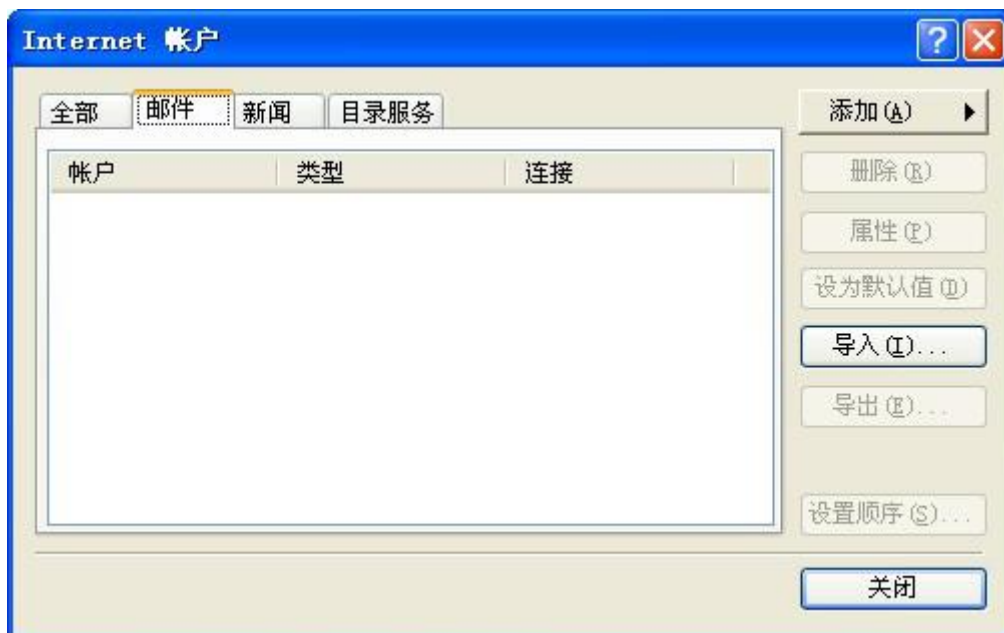 Internet 帐户
全部 邮件 新闻 目录服务
添加(A)
帐户 类型 连接
删除(R)
属性(P)
设为默认值(D)
导入(I)...
导出(E)...
设置顺序(S)...
关闭